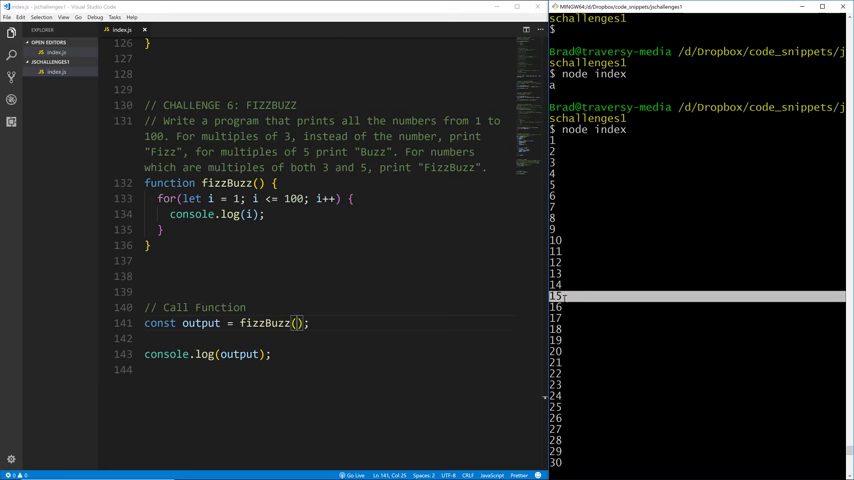 index.js - jschallenges1 - Visual Studio Code
File Edit Selection View Go Debug Tasks Help
EXPLORER
OPEN EDITORS
JS index.js
JSCHALLENGES1
JS index.js
JS index.js
126 }
127
128
129
130 // CHALLENGE 6: FIZZBUZZ
131 // Write a program that prints all the numbers from 1 to
100. For multiples of 3, instead of the number, print
"Fizz", for multiples of 5 print "Buzz". For numbers
which are multiples of both 3 and 5, print "FizzBuzz".
132 function fizzBuzz() {
133 for(let i = 1; i <= 100; i++) {
134 console.log(i);
135 }
136 }
137
138
139
140 // Call Function
141 const output = fizzBuzz();
142
143 console.log(output);
144
0 0
Go Live Ln 141, Col 25 Spaces: 2 UTF-8 CRLF JavaScript Prettier
MINGW64:/d/Dropbox/code_snippets/jschallenges1
schallenges1
$
Brad@traversy-media /d/Dropbox/code_snippets/j
schallenges1
$ node index
a
Brad@traversy-media /d/Dropbox/code_snippets/j
schallenges1
$ node index
1
2
3
4
5
6
7
8
9
10
11
12
13
14
15
16
17
18
19
20
21
22
23
24
25
26
27
28
29
30